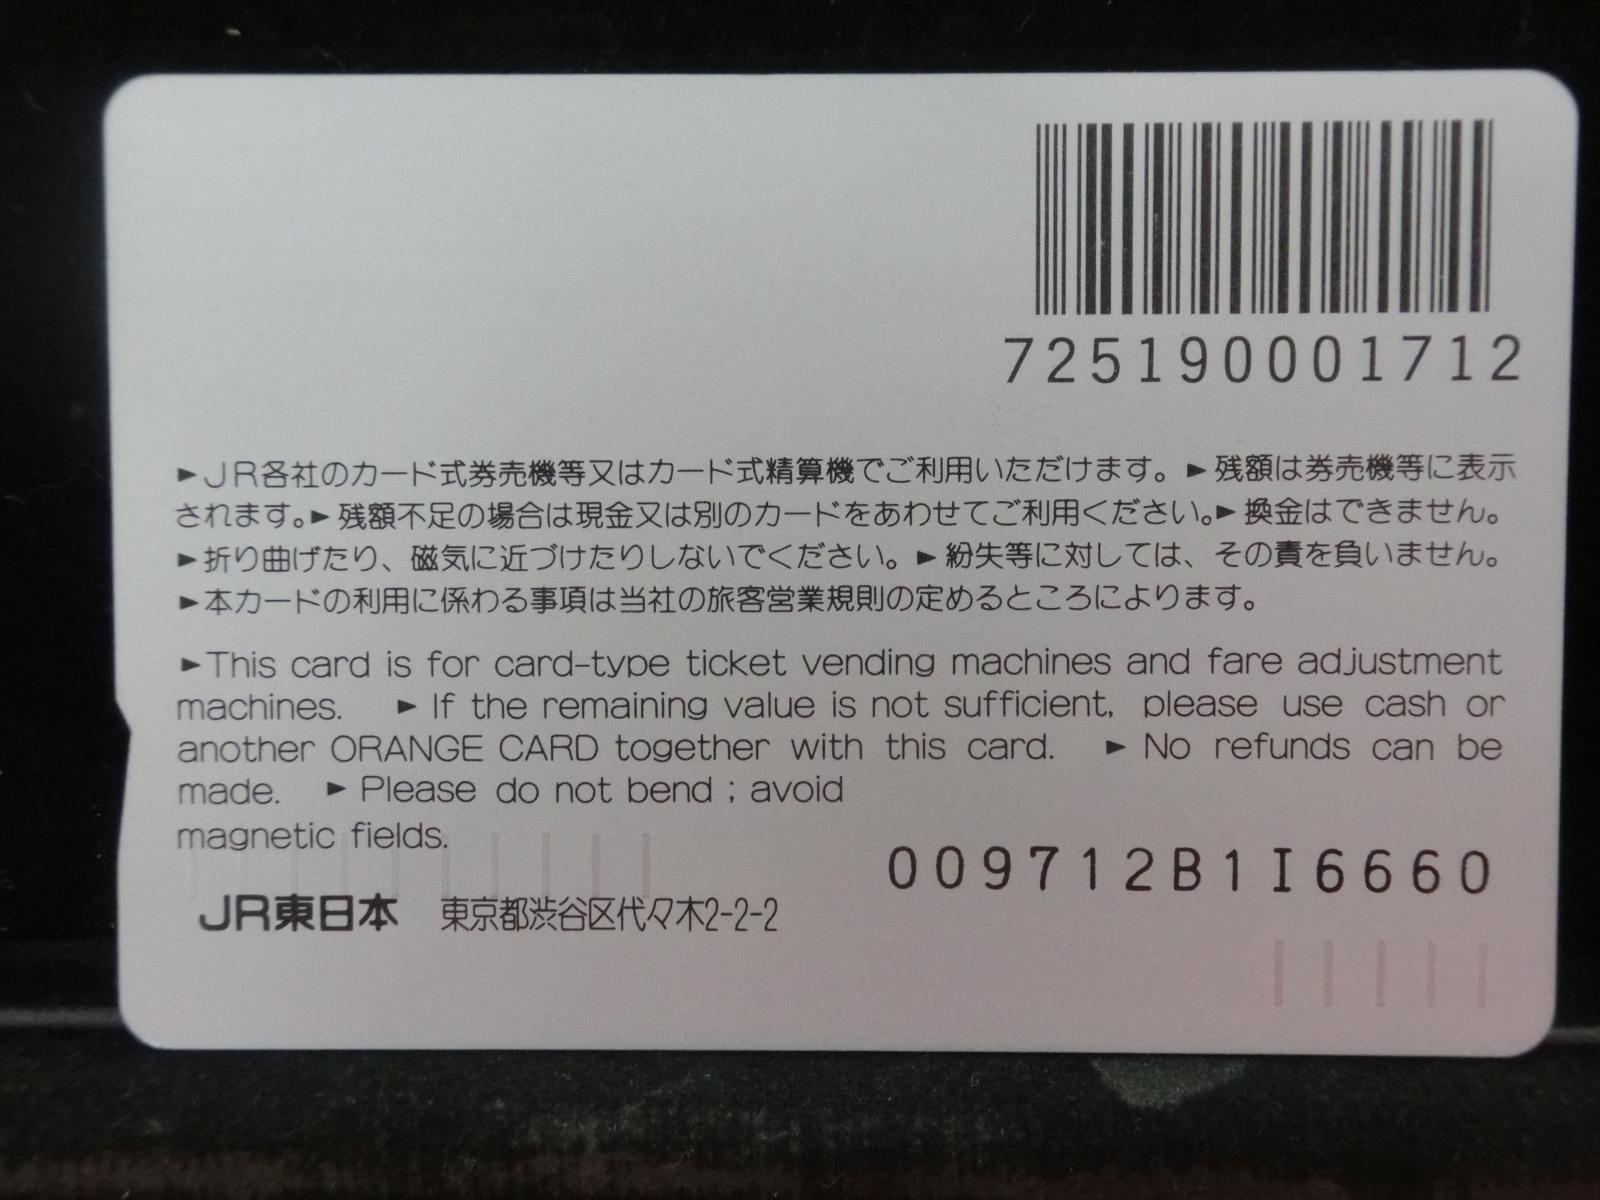 725190001712
►JR各社のカード式券売機等又はカード式精算機でご利用いただけます。►残額は券売機等に表示
されます。►残額不足の場合は現金又は別のカードをあわせてご利用ください。►換金はできません。
►折り曲げたり、磁気に近づけたりしないでください。►紛失等に対しては、その責を負いません。
►本カードの利用に係わる事項は当社の旅客営業規則の定めるところによります。
►This card is for card-type ticket vending machines and fare adjustment
machines. ►If the remaining value is not sufficient, please use cash or
another ORANGE CARD together with this card. ►No refunds can be
made. ►Please do not bend ; avoid
magnetic fields.
009712B1I6660
JR東日本 東京都渋谷区代々木2-2-2